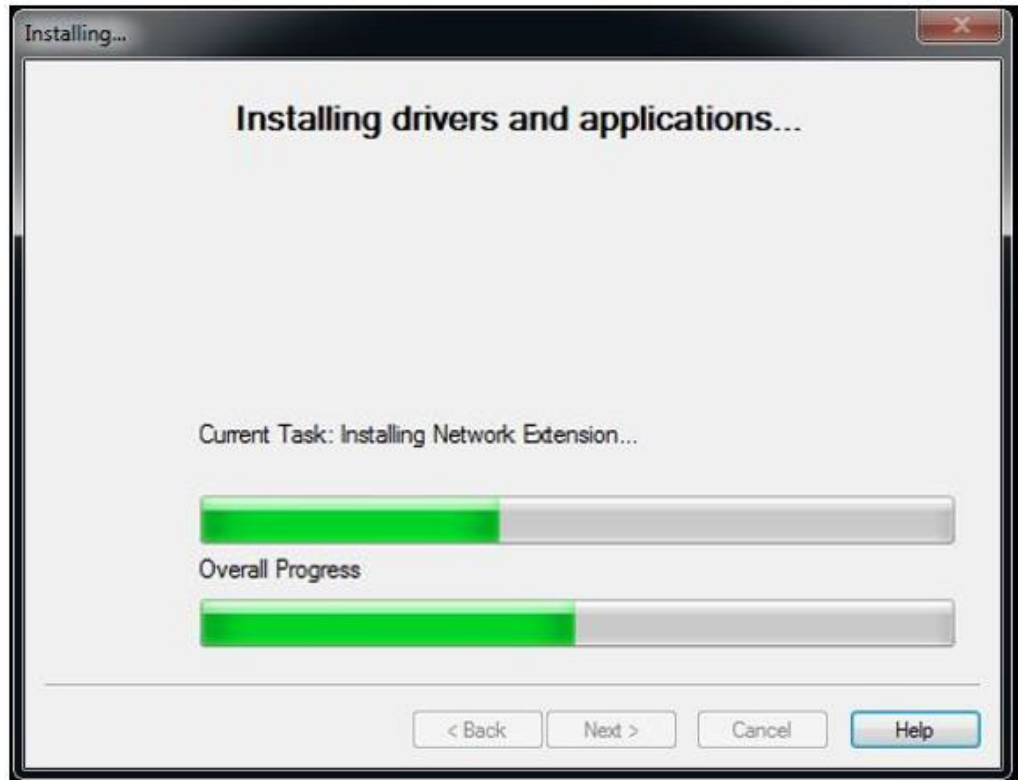 Installing...
Installing drivers and applications...
Current Task: Installing Network Extension...
Overall Progress
< Back Next > Cancel Help